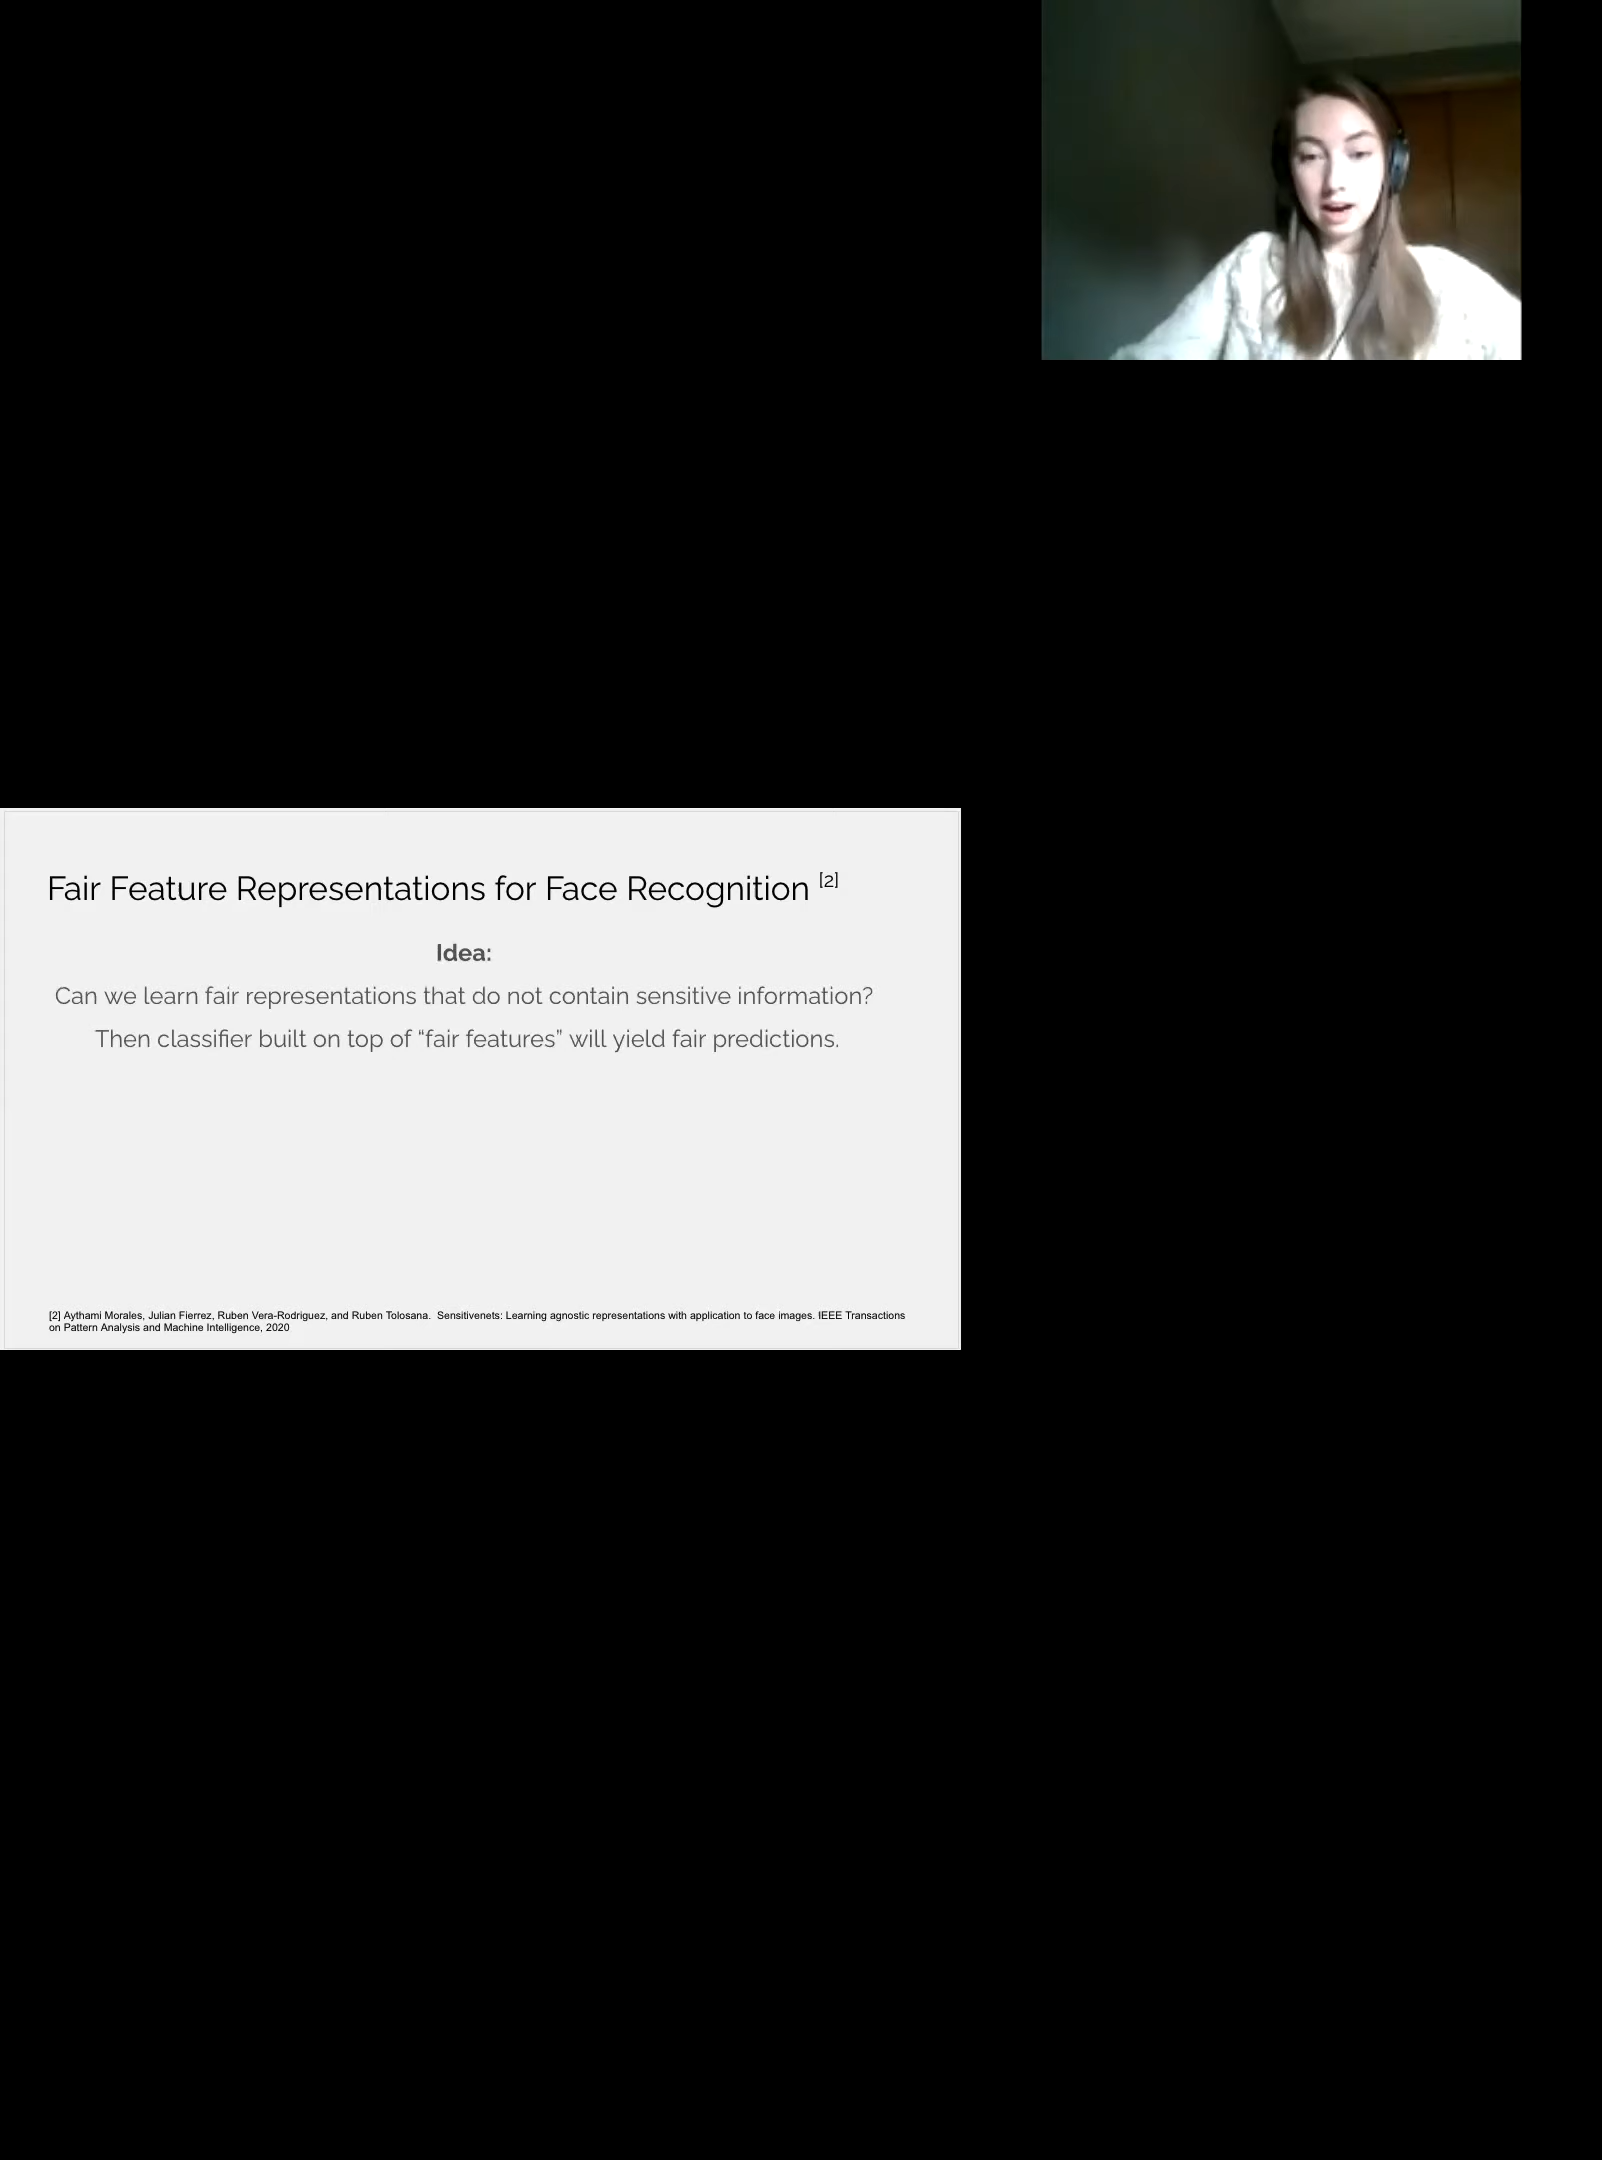 Fair Feature Representations for Face Recognition [2]
Idea:
Can we learn fair representations that do not contain sensitive information?
Then classifier built on top of “fair features” will yield fair predictions.
[2] Aythami Morales, Julian Fierrez, Ruben Vera-Rodriguez, and Ruben Tolosana. Sensitivenets: Learning agnostic representations with application to face images. IEEE Transactions
on Pattern Analysis and Machine Intelligence, 2020